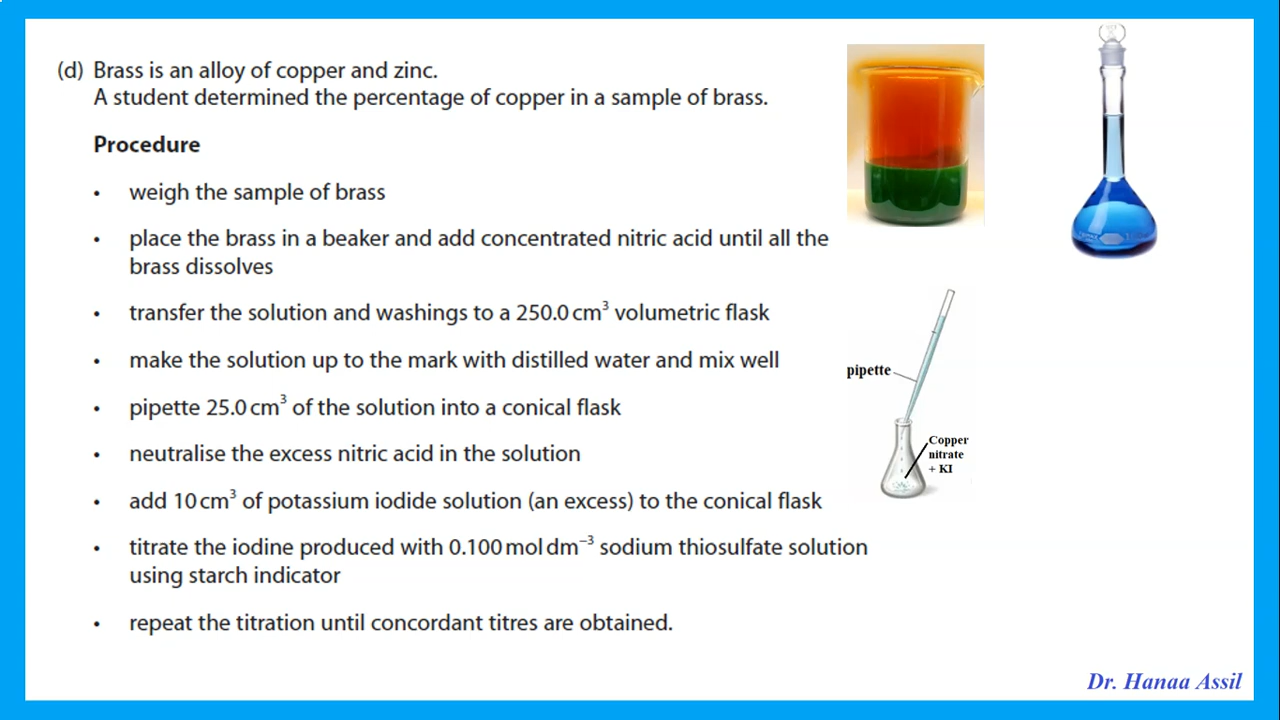 (d) Brass is an alloy of copper and zinc.
A student determined the percentage of copper in a sample of brass.
Procedure
• weigh the sample of brass
• place the brass in a beaker and add concentrated nitric acid until all the
brass dissolves
• transfer the solution and washings to a 250.0 cm³ volumetric flask
• make the solution up to the mark with distilled water and mix well
• pipette 25.0 cm³ of the solution into a conical flask
• neutralise the excess nitric acid in the solution
• add 10 cm³ of potassium iodide solution (an excess) to the conical flask
• titrate the iodine produced with 0.100 mol dm⁻³ sodium thiosulfate solution
using starch indicator
• repeat the titration until concordant titres are obtained.
pipette
Copper
nitrate
+ KI
Dr. Hanaa Assil